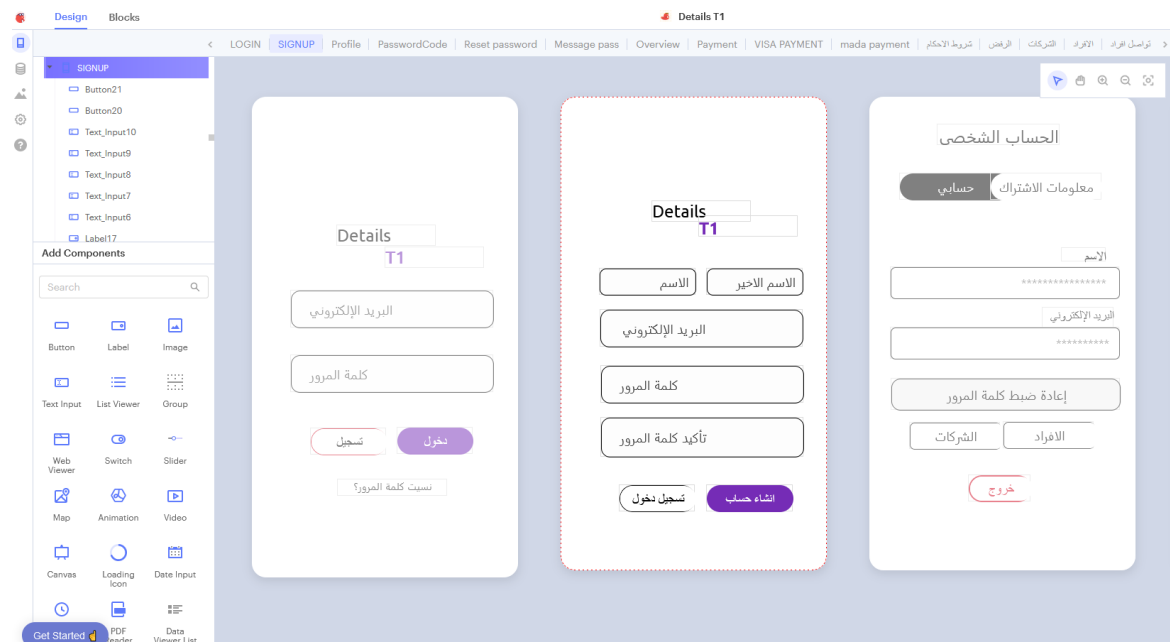 Design
Blocks
Details T1
LOGIN
SIGNUP
Profile
PasswordCode
Reset password
Message pass
Overview
Payment
VISA PAYMENT
mada payment
شروط الاحكام
الرفض
الشركات
الافراد
تواصل افراد
SIGNUP
Button21
Button20
Text_Input10
Text_Input9
Text_Input8
Text_Input7
Text_Input6
Label17
Add Components
Search
Button
Label
Image
Text Input
List Viewer
Group
Web Viewer
Switch
Slider
Map
Animation
Video
Canvas
Loading Icon
Date Input
PDF
Data
Viewer List
Get Started
Details
T1
البريد الإلكتروني
كلمة المرور
تسجيل
دخول
نسيت كلمة المرور؟
Details
T1
الاسم
الاسم الاخير
البريد الإلكتروني
كلمة المرور
تأكيد كلمة المرور
تسجيل دخول
انشاء حساب
الحساب الشخصى
حسابي
معلومات الاشتراك
الاسم
****************
البريد الإلكتروني
**********
إعادة ضبط كلمة المرور
الشركات
الافراد
خروج